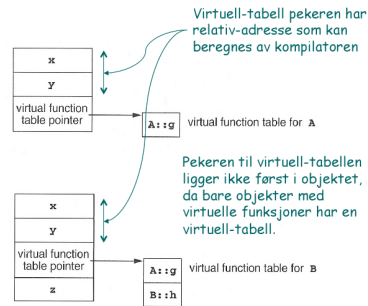 Virtuell-tabell pekeren har
relativ-adresse som kan
beregnes av kompilatoren
x
y
virtual function
table pointer
A::g
virtual function table for A
Pekeren til virtuell-tabellen
ligger ikke først i objektet,
da bare objekter med
virtuelle funksjoner har en
virtuell-tabell.
x
y
virtual function
table pointer
z
A::g
B::h
virtual function table for B